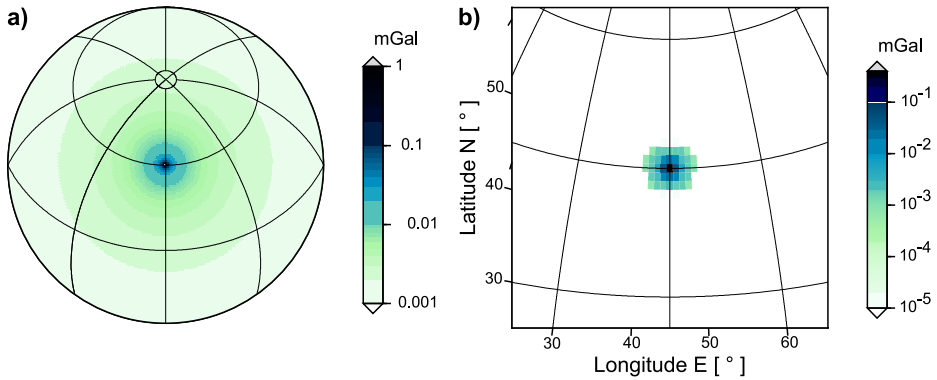 a)
mGal
1
0.1
0.01
0.001
b)
Latitude N [ ° ]
50
40
30
30
40
50
60
Longitude E [ ° ]
mGal
10⁻¹
10⁻²
10⁻³
10⁻⁴
10⁻⁵